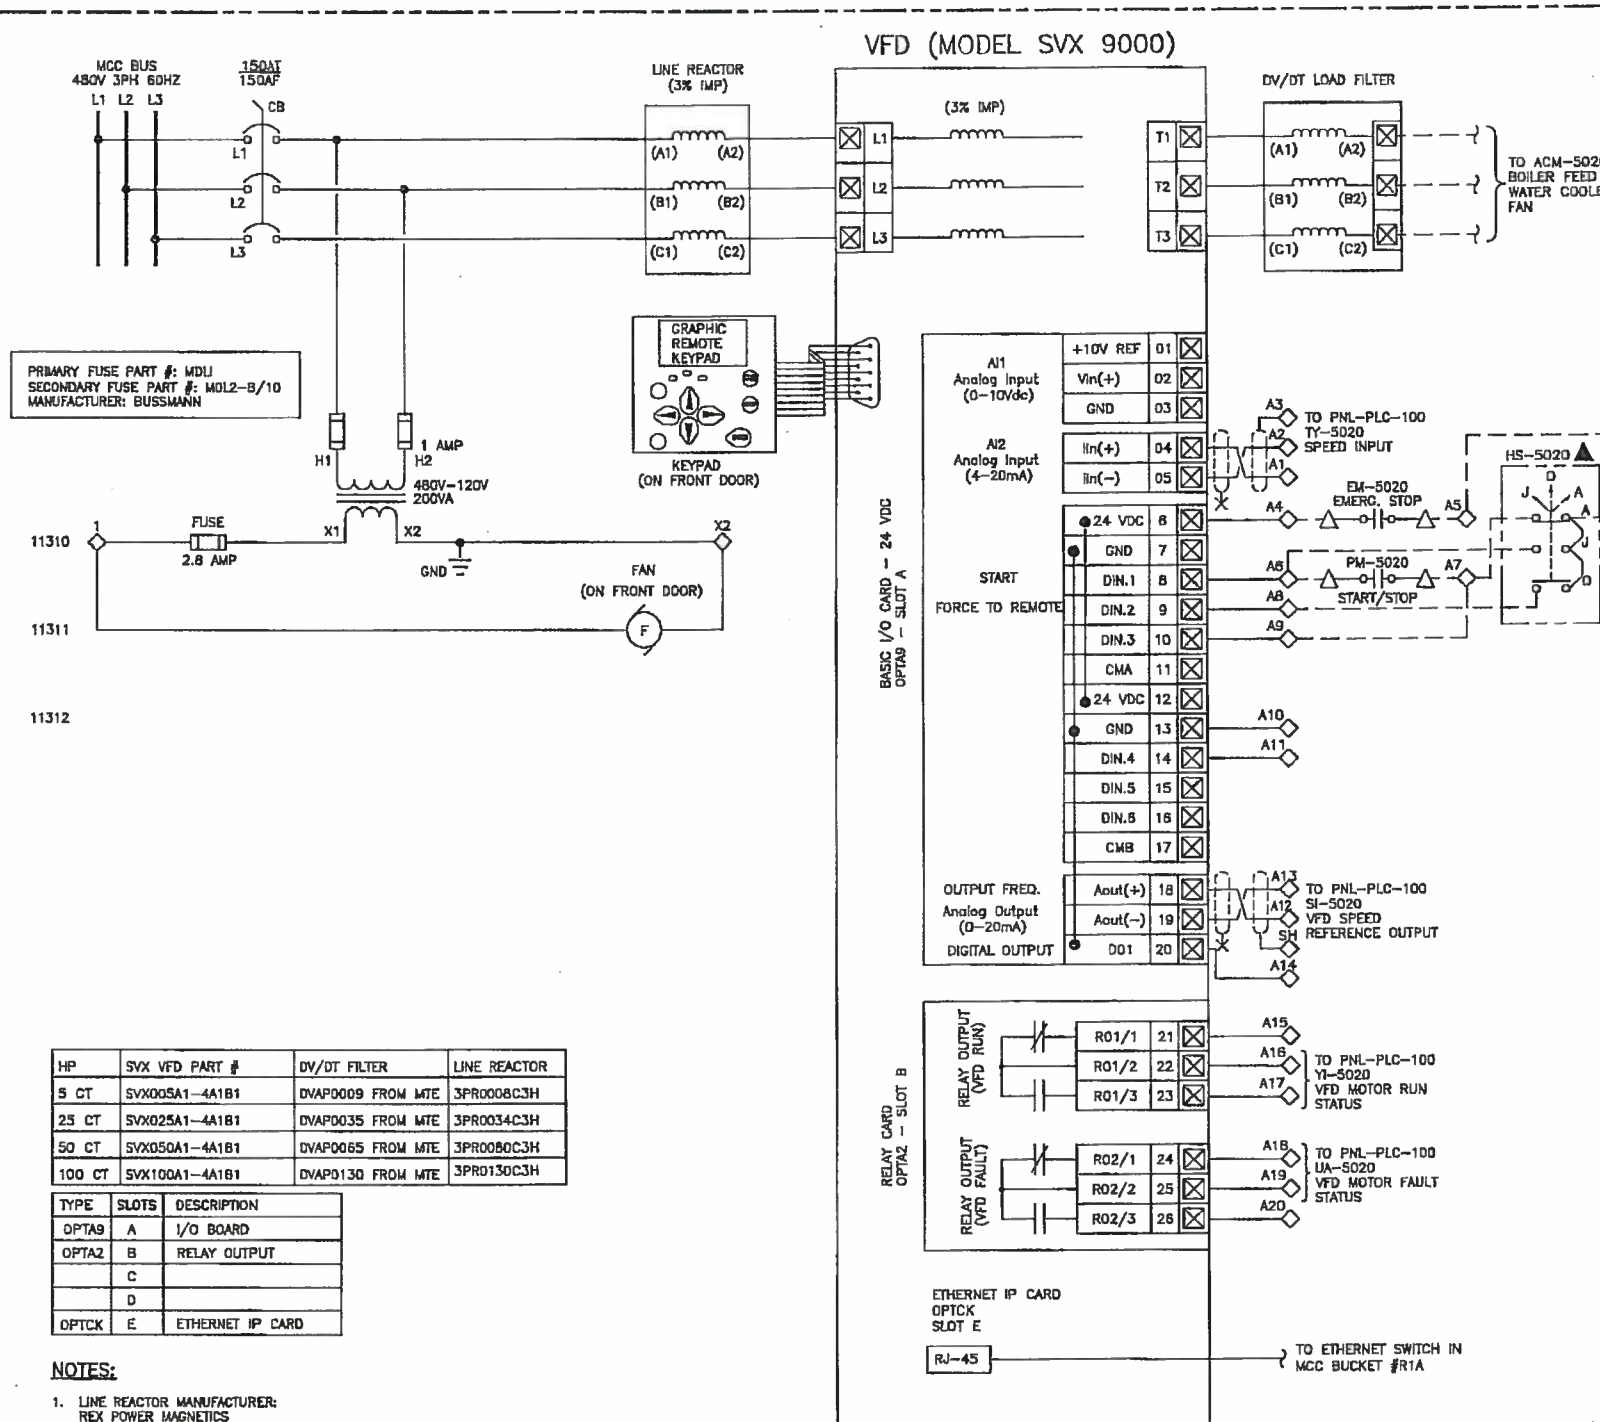 VFD (MODEL SVX 9000)
MCC BUS
480V 3PH 60HZ
L1 L2 L3
150AT
150AF
CB
L1
L2
L3
LINE REACTOR
(3% IMP)
(A1) (A2)
(B1) (B2)
(C1) (C2)
L1
L2
L3
(3% IMP)
T1
T2
T3
DV/DT LOAD FILTER
(A1) (A2)
(B1) (B2)
(C1) (C2)
TO ACM-502
BOILER FEED
WATER COOLE
FAN
PRIMARY FUSE PART #: MDL1
SECONDARY FUSE PART #: MDL2-8/10
MANUFACTURER: BUSSMANN
GRAPHIC
REMOTE
KEYPAD
KEYPAD
(ON FRONT DOOR)
1 AMP
H1 H2
480V-120V
200VA
X1 X2
11310
1
FUSE
2.8 AMP
GND
X2
FAN
(ON FRONT DOOR)
F
11311
11312
BASIC I/O CARD - 24 VDC
OPTA9 - SLOT A
AI1
Analog Input
(0-10Vdc)
+10V REF 01
Vin(+) 02
GND 03
AI2
Analog Input
(4-20mA)
Iin(+) 04
Iin(-) 05
24 VDC 6
GND 7
START DIN.1 8
FORCE TO REMOTE DIN.2 9
DIN.3 10
CMA 11
24 VDC 12
GND 13
DIN.4 14
DIN.5 15
DIN.6 16
CMB 17
OUTPUT FREQ.
Analog Output
(0-20mA)
DIGITAL OUTPUT
Aout(+) 18
Aout(-) 19
DO1 20
A3
A2
A1
TO PNL-PLC-100
TY-5020
SPEED INPUT
A4
EM-5020
EMERG. STOP
A5
HS-5020
O
J A
A
J
O
A6
PM-5020
START/STOP
A7
A8
A9
A10
A11
A13
A12
SH
A14
TO PNL-PLC-100
SI-5020
VFD SPEED
REFERENCE OUTPUT
RELAY CARD
OPTA2 - SLOT B
RELAY OUTPUT
(VFD RUN)
RO1/1 21
RO1/2 22
RO1/3 23
A15
A16
A17
TO PNL-PLC-100
YI-5020
VFD MOTOR RUN
STATUS
RELAY OUTPUT
(VFD FAULT)
RO2/1 24
RO2/2 25
RO2/3 26
A18
A19
A20
TO PNL-PLC-100
UA-5020
VFD MOTOR FAULT
STATUS
ETHERNET IP CARD
OPTCK
SLOT E
RJ-45
TO ETHERNET SWITCH IN
MCC BUCKET #R1A
HP SVX VFD PART # DV/DT FILTER LINE REACTOR
5 CT SVX005A1-4A1B1 DVAP0009 FROM MTE 3PR0008C3H
25 CT SVX025A1-4A1B1 DVAP0035 FROM MTE 3PR0034C3H
50 CT SVX050A1-4A1B1 DVAP0065 FROM MTE 3PR0080C3H
100 CT SVX100A1-4A1B1 DVAP0130 FROM MTE 3PR0130C3H
TYPE SLOTS DESCRIPTION
OPTA9 A I/O BOARD
OPTA2 B RELAY OUTPUT
C
D
OPTCK E ETHERNET IP CARD
NOTES:
1. LINE REACTOR MANUFACTURER:
REX POWER MAGNETICS